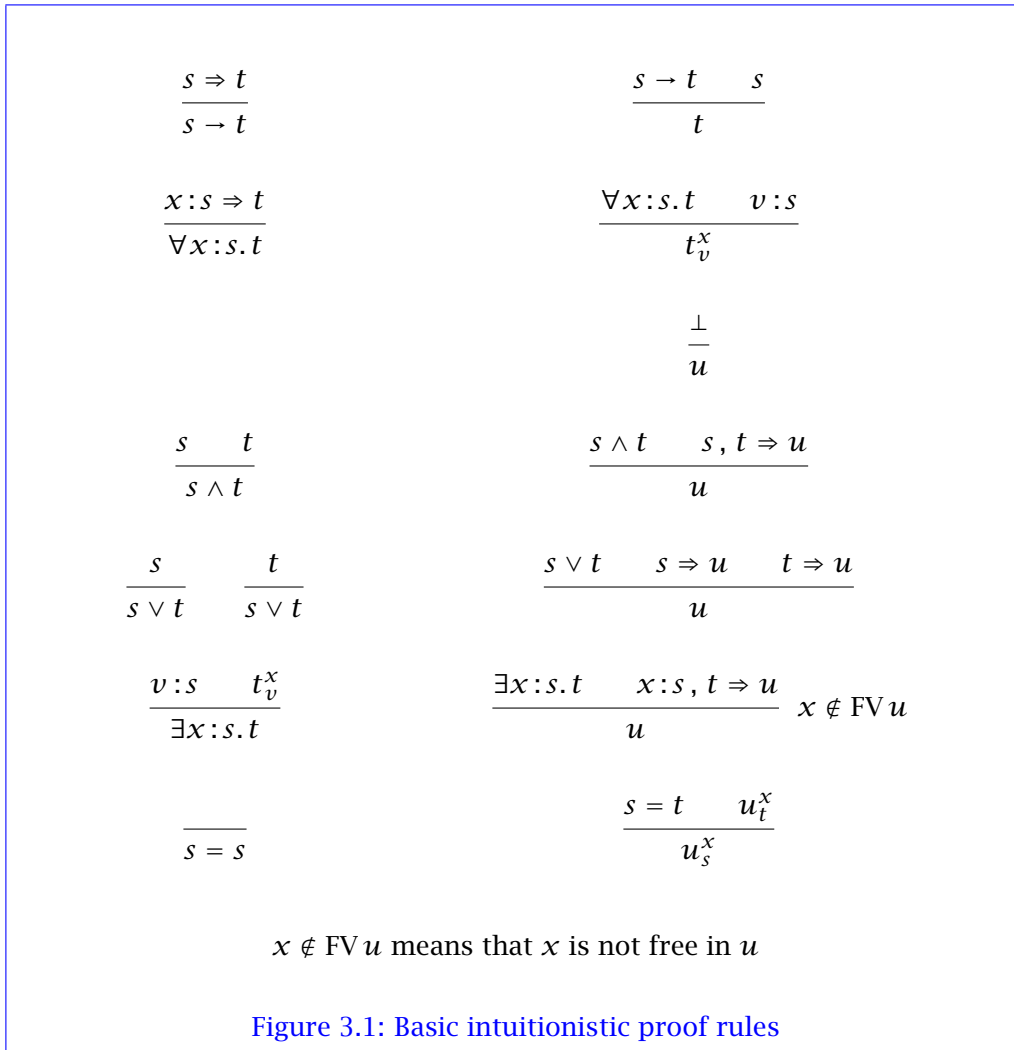 s ⇒ t      s → t   s
s → t      t
x : s ⇒ t      ∀x : s. t   v : s
∀x : s. t      t^x_v
⊥
u
s   t      s ∧ t   s, t ⇒ u
s ∧ t      u
s      t      s ∨ t   s ⇒ u   t ⇒ u
s ∨ t   s ∨ t      u
v : s   t^x_v      ∃x : s. t   x : s, t ⇒ u   x ∉ FV u
∃x : s. t      u
s = t   u^x_t
s = s      u^x_s
x ∉ FV u means that x is not free in u
Figure 3.1: Basic intuitionistic proof rules